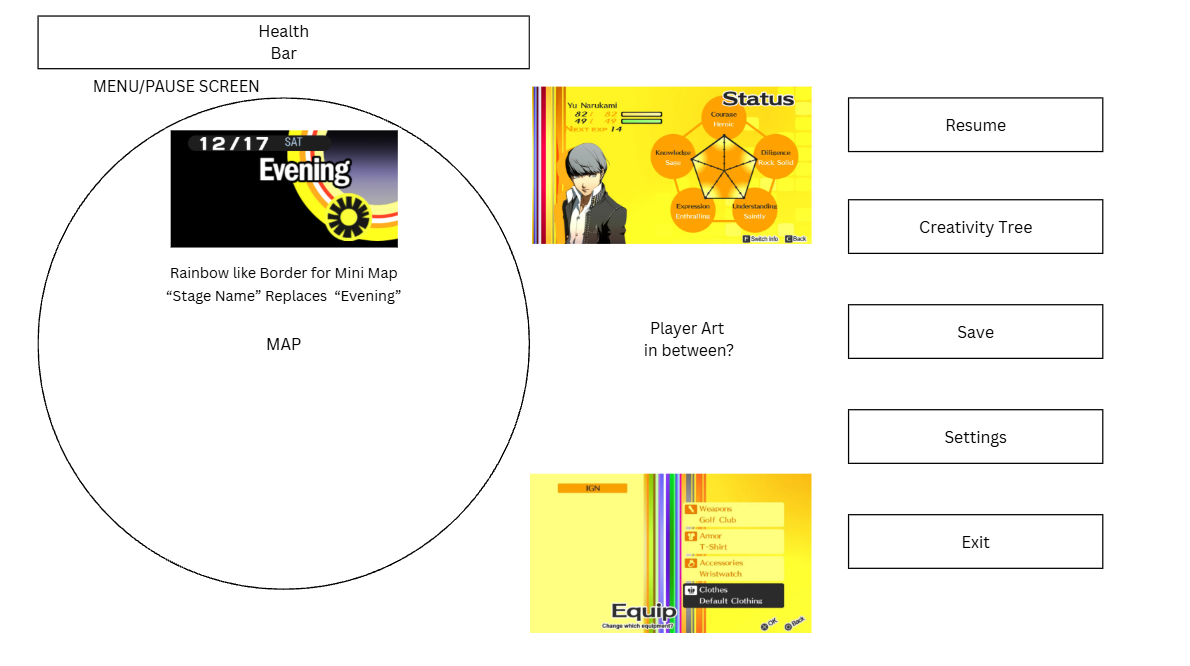 Health
Bar
MENU/PAUSE SCREEN
12/17 SAT
Evening
Rainbow like Border for Mini Map
“Stage Name” Replaces “Evening”
MAP
Status
Yu Narukami
82/ 82
49/ 49
NEXT EXP 14
Courage
Heroic
Knowledge
Sage
Diligence
Rock Solid
Expression
Enthralling
Understanding
Saintly
F Switch Info C Back
Player Art
in between?
IGN
Weapons
Golf Club
Armor
T-Shirt
Accessories
Wristwatch
Clothes
Default Clothing
Equip
Change which equipment?
OK
Back
Resume
Creativity Tree
Save
Settings
Exit